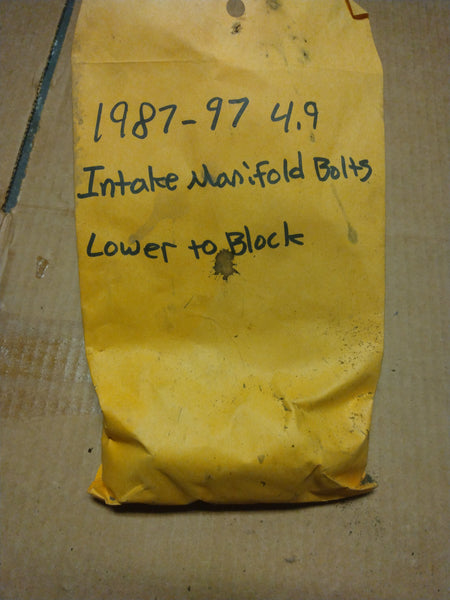 1987-97 4.9
Intake Manifold Bolts
Lower to Block